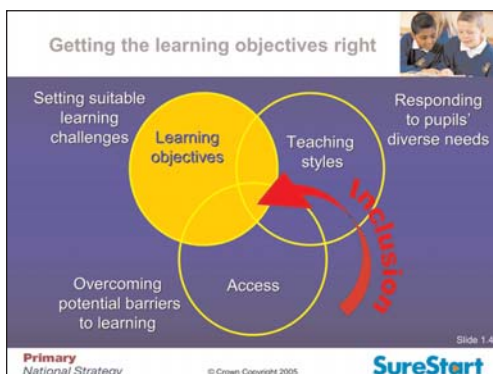 Getting the learning objectives right
Setting suitable
learning
challenges
Learning
objectives
Teaching
styles
Responding
to pupils'
diverse needs
Inclusion
Overcoming
potential barriers
to learning
Access
Slide 1.4
Primary
National Strategy
© Crown Copyright 2005
SureStart